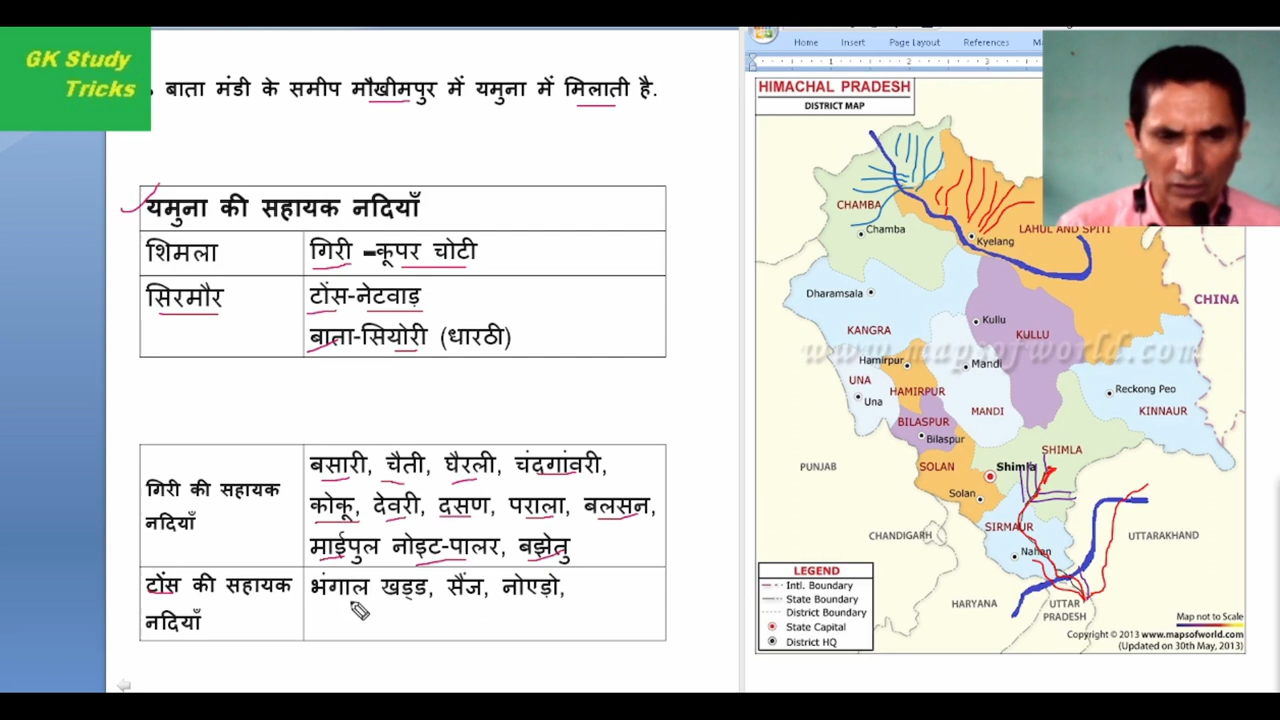 GK Study
Tricks
बाता मंडी के समीप मौखीमपुर में यमुना में मिलाती है.
यमुना की सहायक नदियाँ
शिमला
गिरी –कूपर चोटी
सिरमौर
टोंस-नेटवाड़
बाता-सियोरी (धारठी)
गिरी की सहायक
नदियाँ
बसारी, चैती, घैरली, चंदगांवरी,
कोकू, देवरी, दसण, पराला, बलसन,
माईपुल नोइट-पालर, बझेतु
टोंस की सहायक
नदियाँ
भंगाल खड्ड, सैंज, नोएड़ो,
Home Insert Page Layout References
HIMACHAL PRADESH
DISTRICT MAP
CHAMBA
Chamba
LAHUL AND SPITI
Kyelang
Dharamsala
CHINA
KANGRA
Kullu
KULLU
www.mapsofworld.com
Hamirpur
Mandi
UNA
Una
HAMIRPUR
Reckong Peo
KINNAUR
MANDI
BILASPUR
Bilaspur
SHIMLA
PUNJAB
SOLAN
Shimla
Solan
SIRMAUR
CHANDIGARH
UTTARAKHAND
Nahan
HARYANA
UTTAR
PRADESH
LEGEND
Intl. Boundary
State Boundary
District Boundary
State Capital
District HQ
Map not to Scale
Copyright © 2013 www.mapsofworld.com
(Updated on 30th May, 2013)